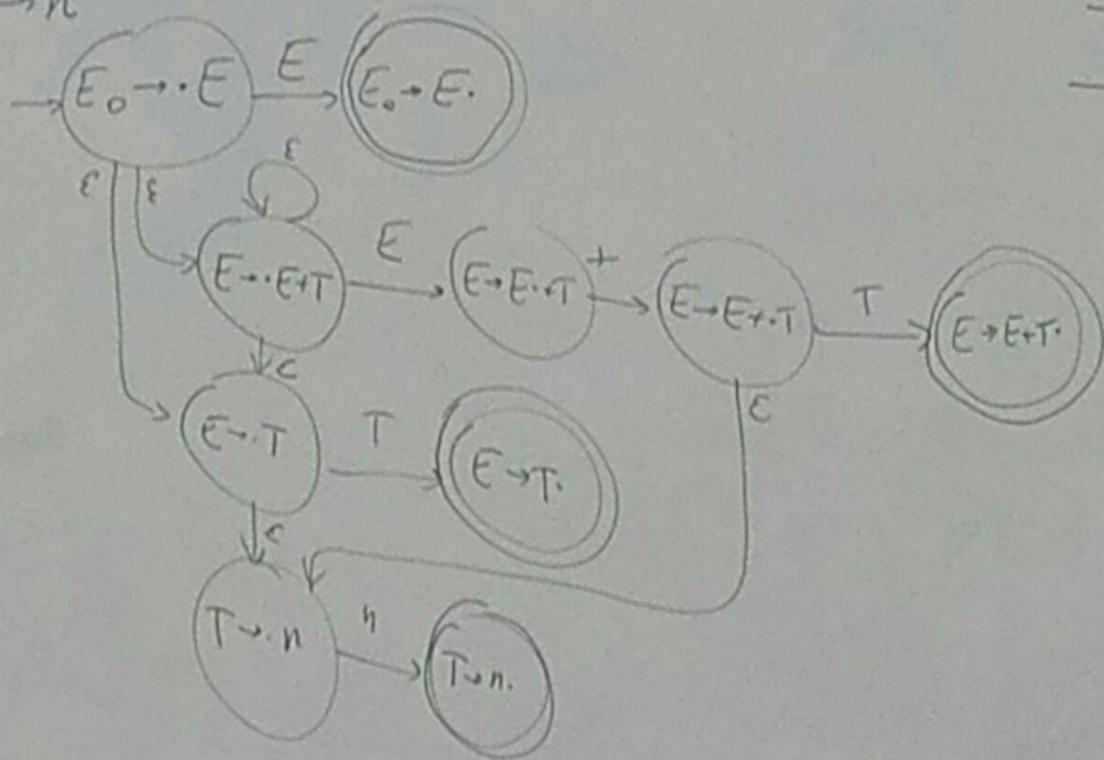 →n
E₀→·E E E₀→E·
ε ε ε
E→·E+T E E→E·+T + E→E+·T T E→E+T·
ε ε
E→·T T E→T·
ε
T→·n n T→n.